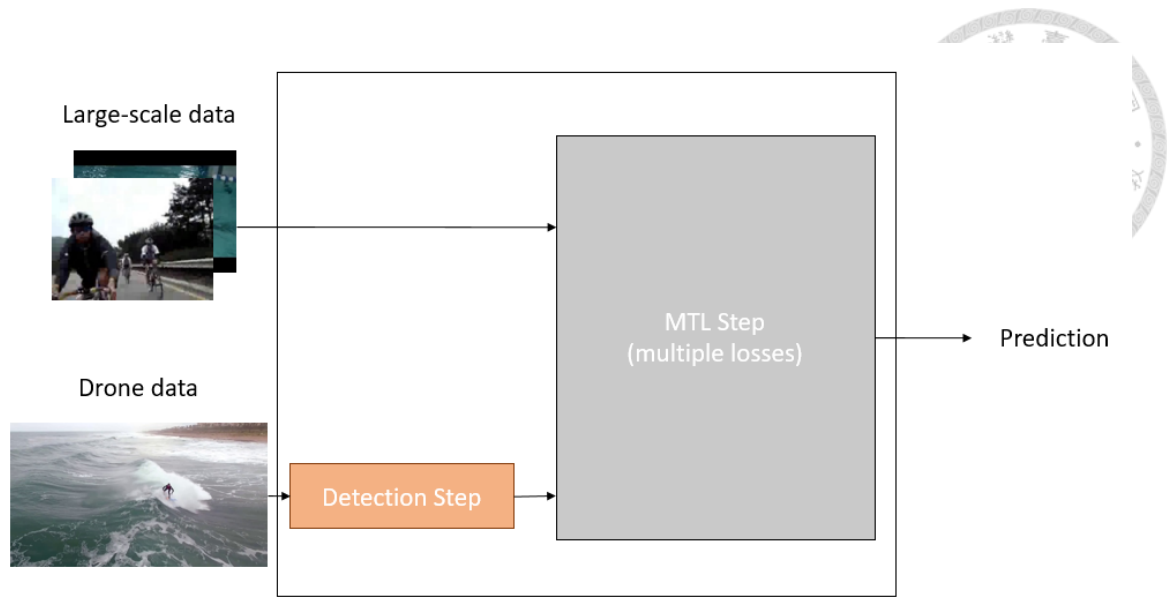 Large-scale data
MTL Step
(multiple losses)
Prediction
Drone data
Detection Step